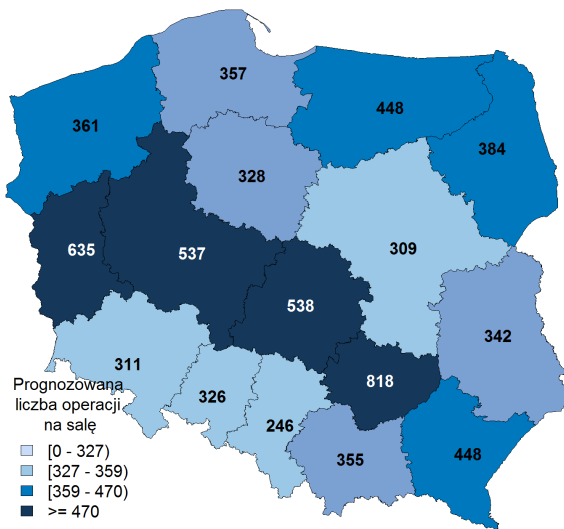 357
448
361
384
328
309
635
537
538
342
311
818
326
246
355
448
Prognozowana
liczba operacji
na salę
[0 - 327)
[327 - 359)
[359 - 470)
>= 470